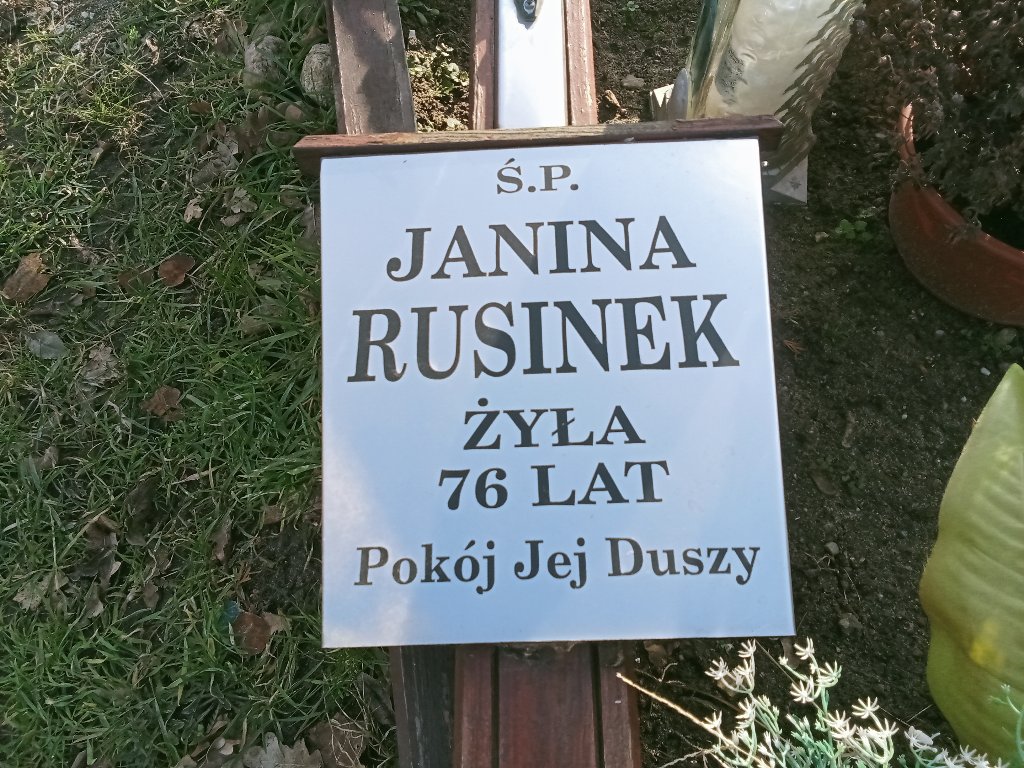 Ś.P.
JANINA
RUSINEK
ŻYŁA
76 LAT
Pokój Jej Duszy